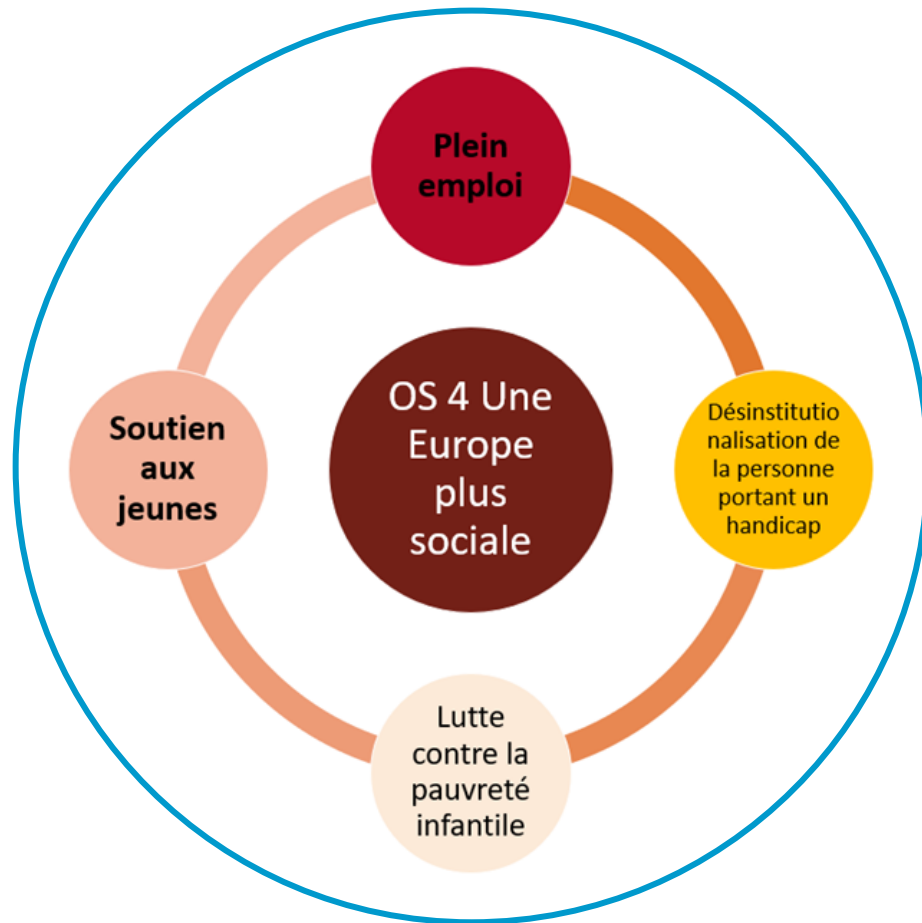 Plein
emploi
OS 4 Une
Europe
plus
sociale
Soutien
aux
jeunes
Désinstitutio
nalisation de
la personne
portant un
handicap
Lutte
contre la
pauvreté
infantile